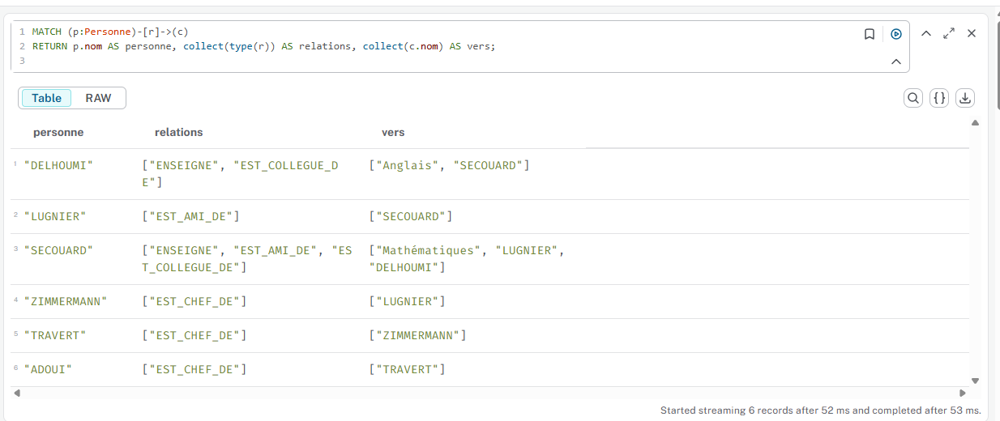 1 MATCH (p:Personne)-[r]->(c)
2 RETURN p.nom AS personne, collect(type(r)) AS relations, collect(c.nom) AS vers;
3
Table RAW
personne relations vers
1 "DELHOUMI" ["ENSEIGNE", "EST_COLLEGUE_D ["Anglais", "SECOUARD"]
E"]
2 "LUGNIER" ["EST_AMI_DE"] ["SECOUARD"]
3 "SECOUARD" ["ENSEIGNE", "EST_AMI_DE", "ES ["Mathématiques", "LUGNIER",
T_COLLEGUE_DE"] "DELHOUMI"]
4 "ZIMMERMANN" ["EST_CHEF_DE"] ["LUGNIER"]
5 "TRAVERT" ["EST_CHEF_DE"] ["ZIMMERMANN"]
6 "ADOUI" ["EST_CHEF_DE"] ["TRAVERT"]
Started streaming 6 records after 52 ms and completed after 53 ms.